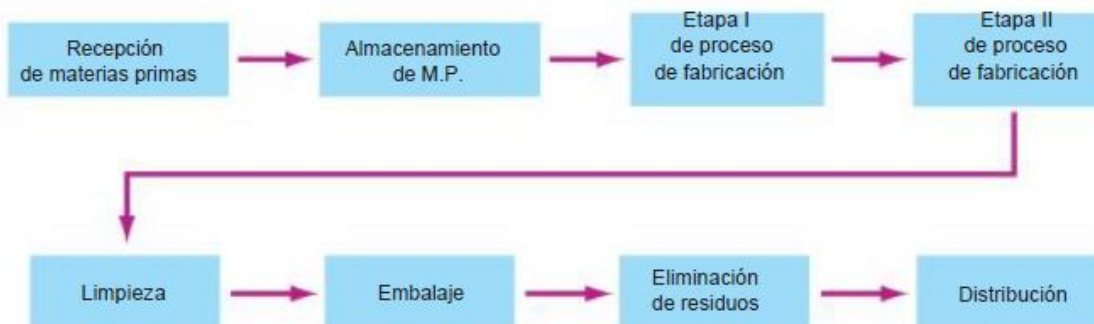 Recepción
de materias primas
Almacenamiento
de M.P.
Etapa I
de proceso
de fabricación
Etapa II
de proceso
de fabricación
Limpieza
Embalaje
Eliminación
de residuos
Distribución